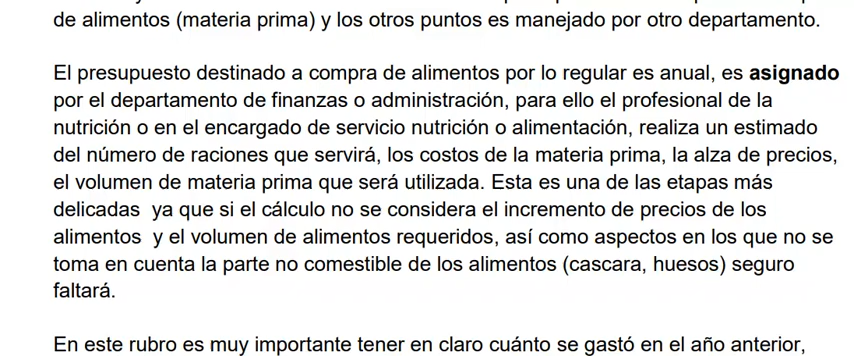 de alimentos (materia prima) y los otros puntos es manejado por otro departamento.
El presupuesto destinado a compra de alimentos por lo regular es anual, es asignado
por el departamento de finanzas o administración, para ello el profesional de la
nutrición o en el encargado de servicio nutrición o alimentación, realiza un estimado
del número de raciones que servirá, los costos de la materia prima, la alza de precios,
el volumen de materia prima que será utilizada. Esta es una de las etapas más
delicadas  ya que si el cálculo no se considera el incremento de precios de los
alimentos  y el volumen de alimentos requeridos, así como aspectos en los que no se
toma en cuenta la parte no comestible de los alimentos (cascara, huesos) seguro
faltará.
En este rubro es muy importante tener en claro cuánto se gastó en el año anterior,